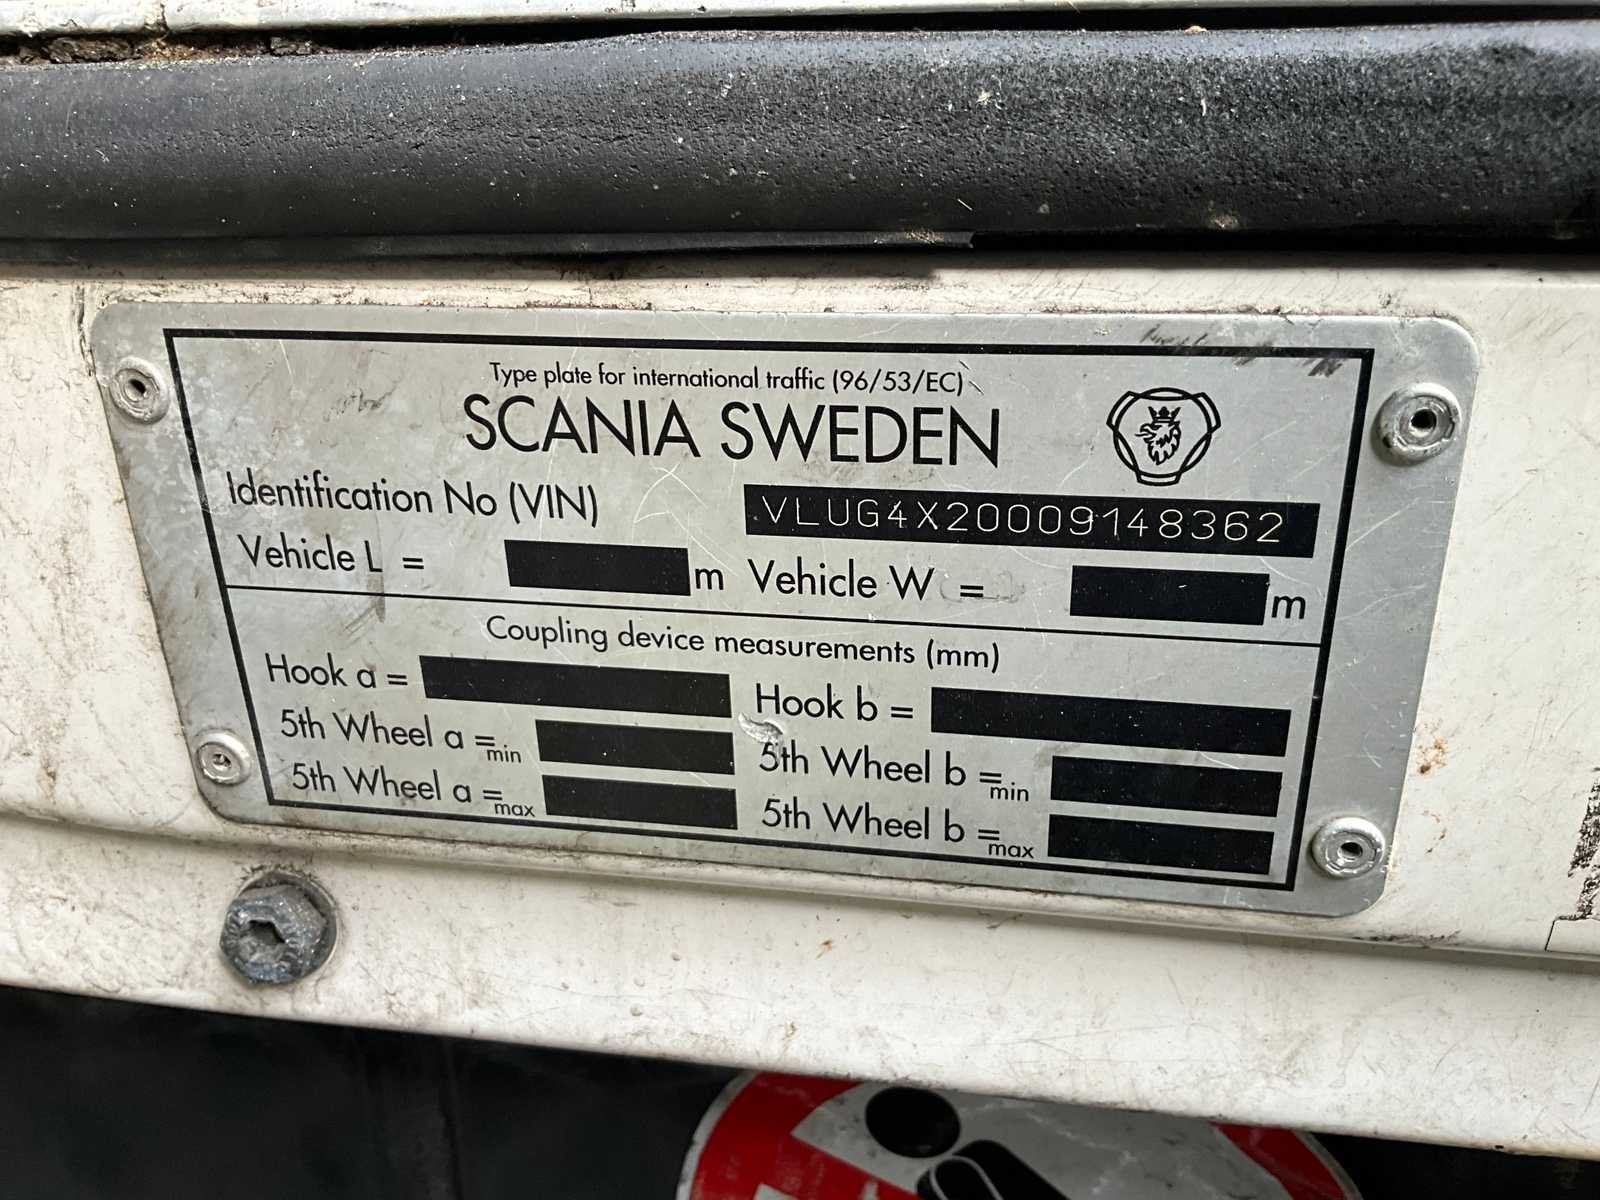 Type plate for international traffic (96/53/EC)
SCANIA SWEDEN
Identification No (VIN) VLUG4X20009148362
Vehicle L = m Vehicle W = m
Coupling device measurements (mm)
Hook a = Hook b =
5th Wheel a =min 5th Wheel b =min
5th Wheel a =max 5th Wheel b =max